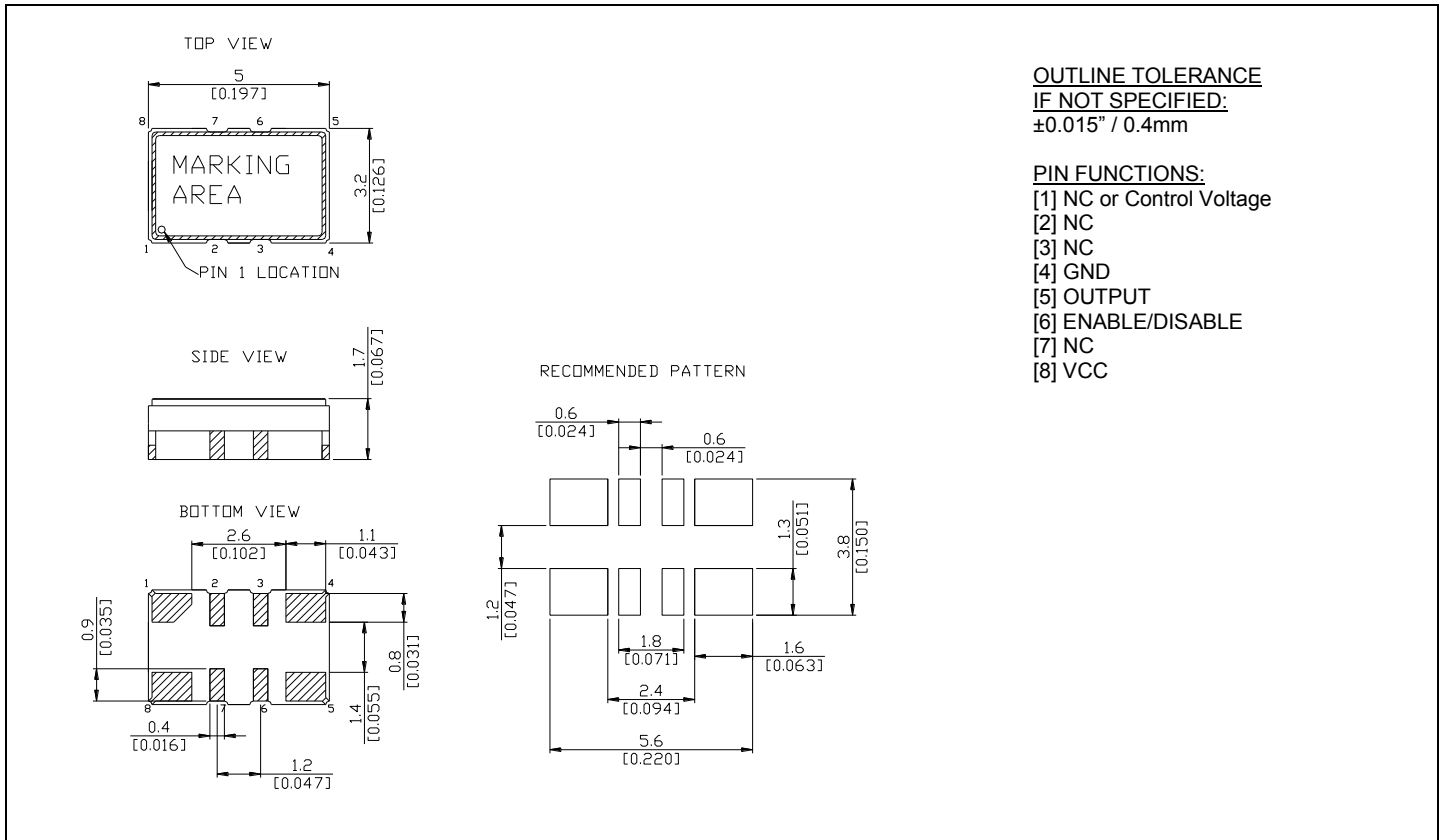 TOP VIEW
5
[0.197]
8 7 6 5
MARKING
AREA
3.2
[0.126]
1 2 3 4
PIN 1 LOCATION
SIDE VIEW
1.7
[0.067]
BOTTOM VIEW
2.6
[0.102]
1.1
[0.043]
1 2 3 4
0.9
[0.035]
0.8
[0.031]
1.4
[0.055]
8 7 6 5
0.4
[0.016]
1.2
[0.047]
RECOMMENDED PATTERN
0.6
[0.024]
0.6
[0.024]
1.3
[0.051]
3.8
[0.150]
1.2
[0.047]
1.8
[0.071]
1.6
[0.063]
2.4
[0.094]
5.6
[0.220]
OUTLINE TOLERANCE
IF NOT SPECIFIED:
±0.015” / 0.4mm
PIN FUNCTIONS:
[1] NC or Control Voltage
[2] NC
[3] NC
[4] GND
[5] OUTPUT
[6] ENABLE/DISABLE
[7] NC
[8] VCC